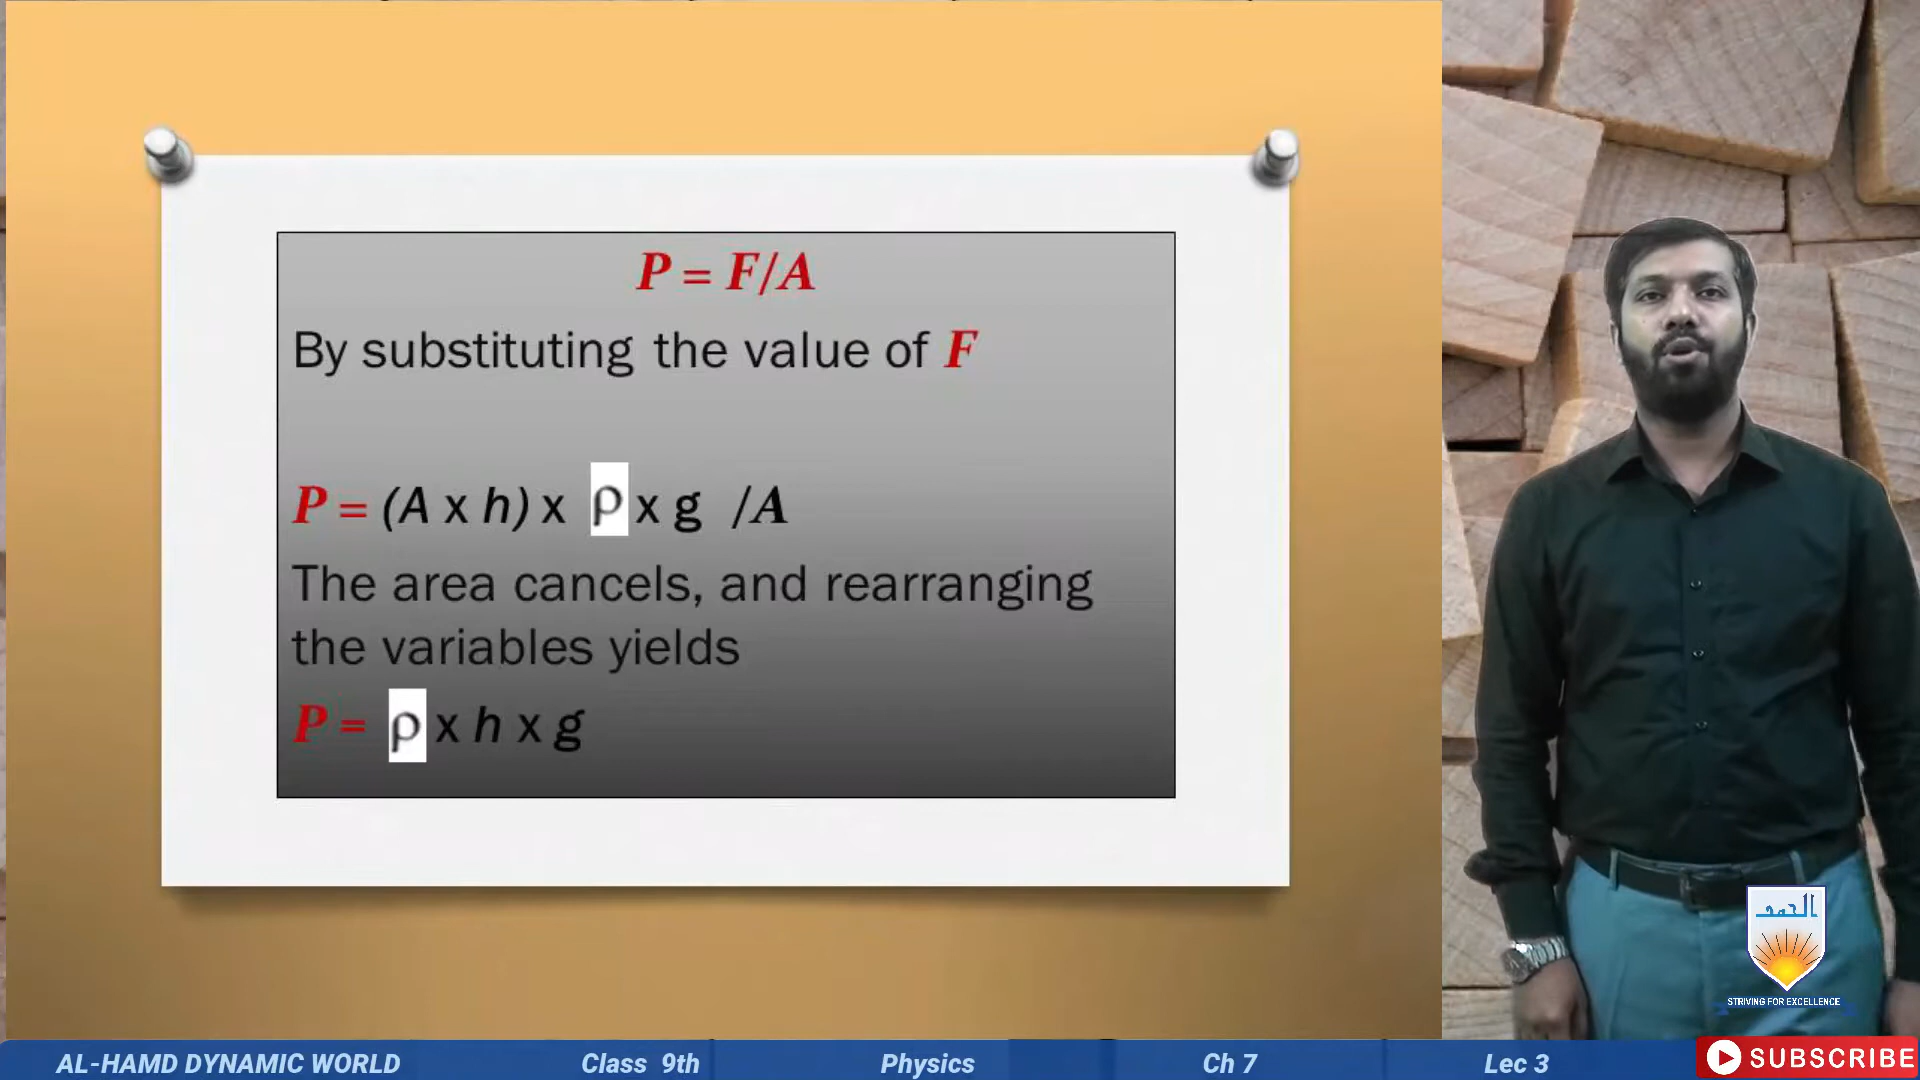 P = F/A
By substituting the value of F
P = (A x h) x ρ x g /A
The area cancels, and rearranging
the variables yields
P = ρ x h x g
الحمد
STRIVING FOR EXCELLENCE
AL-HAMD DYNAMIC WORLD Class 9th Physics Ch 7 Lec 3 SUBSCRIBE